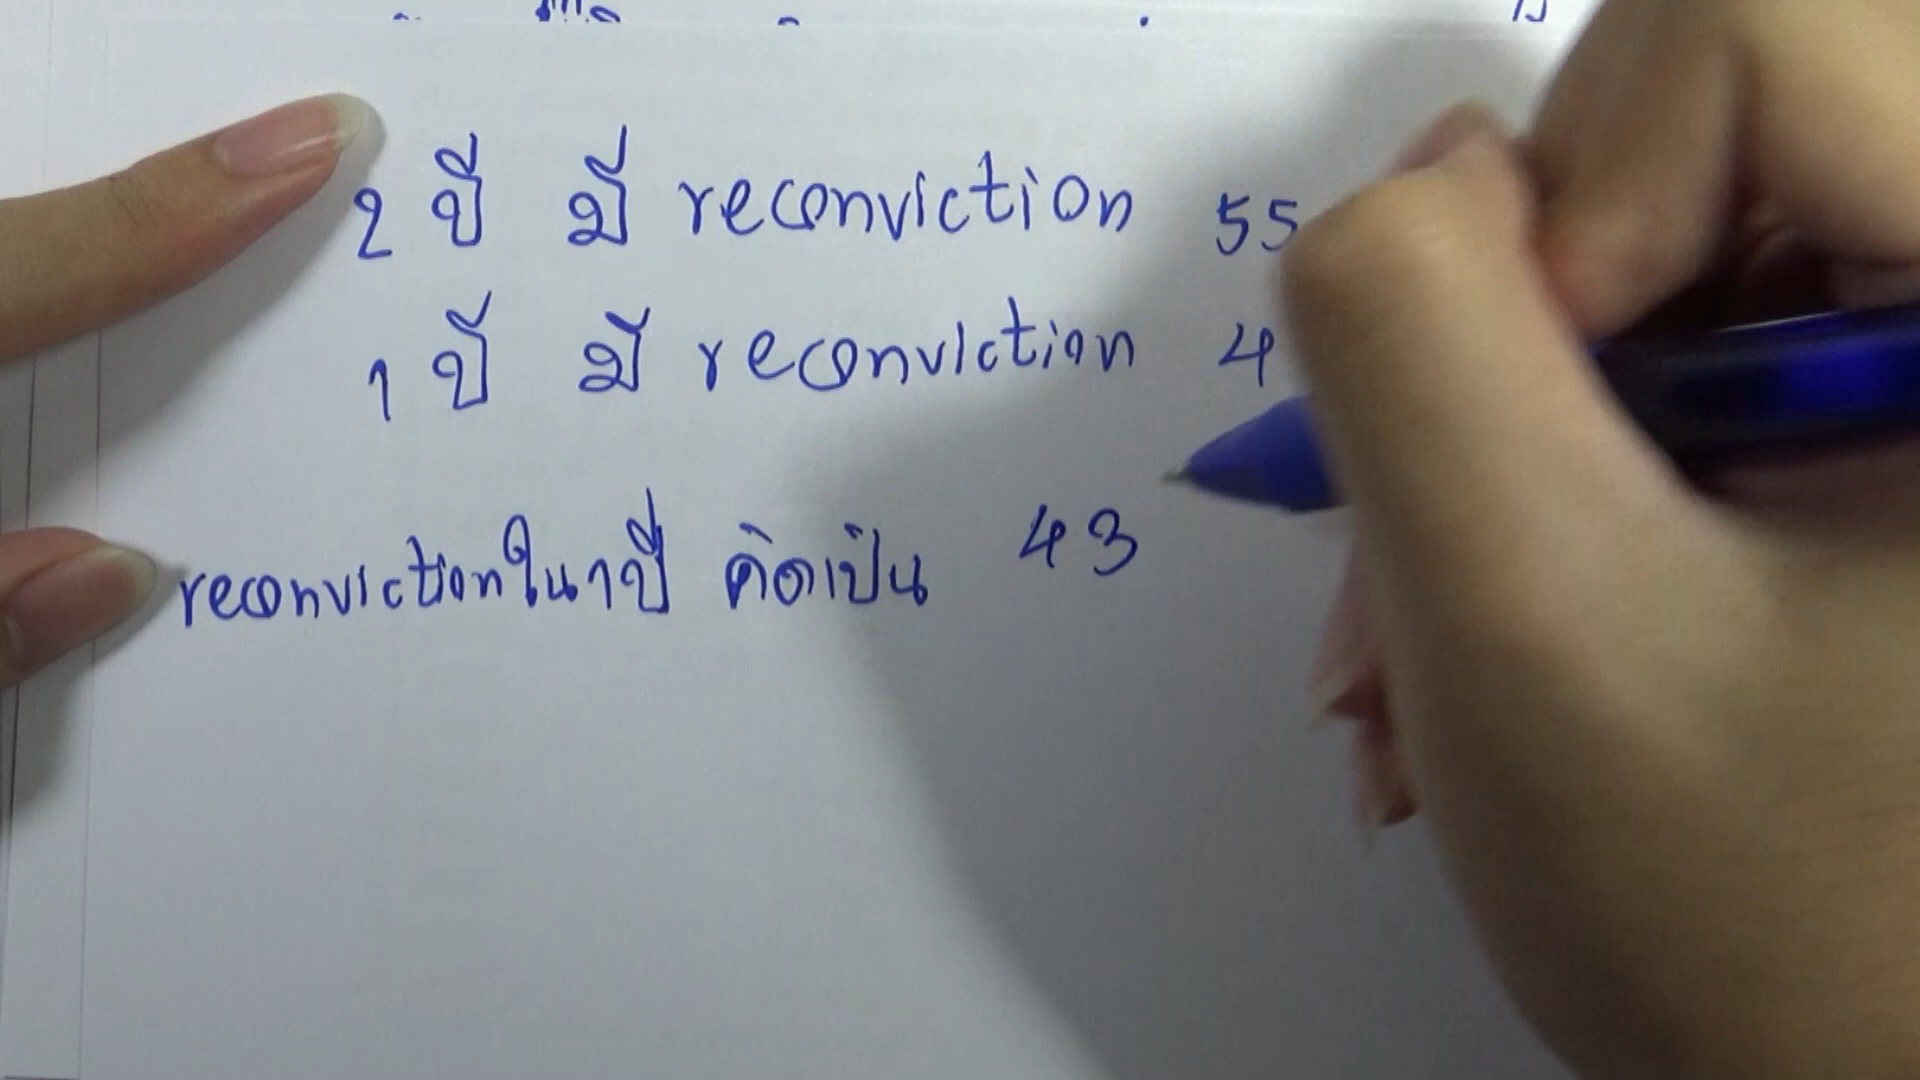 2 ปี มี reconviction 55
1 ปี มี reconviction 4
reconvictionใน1ปี คิดเป็น 43